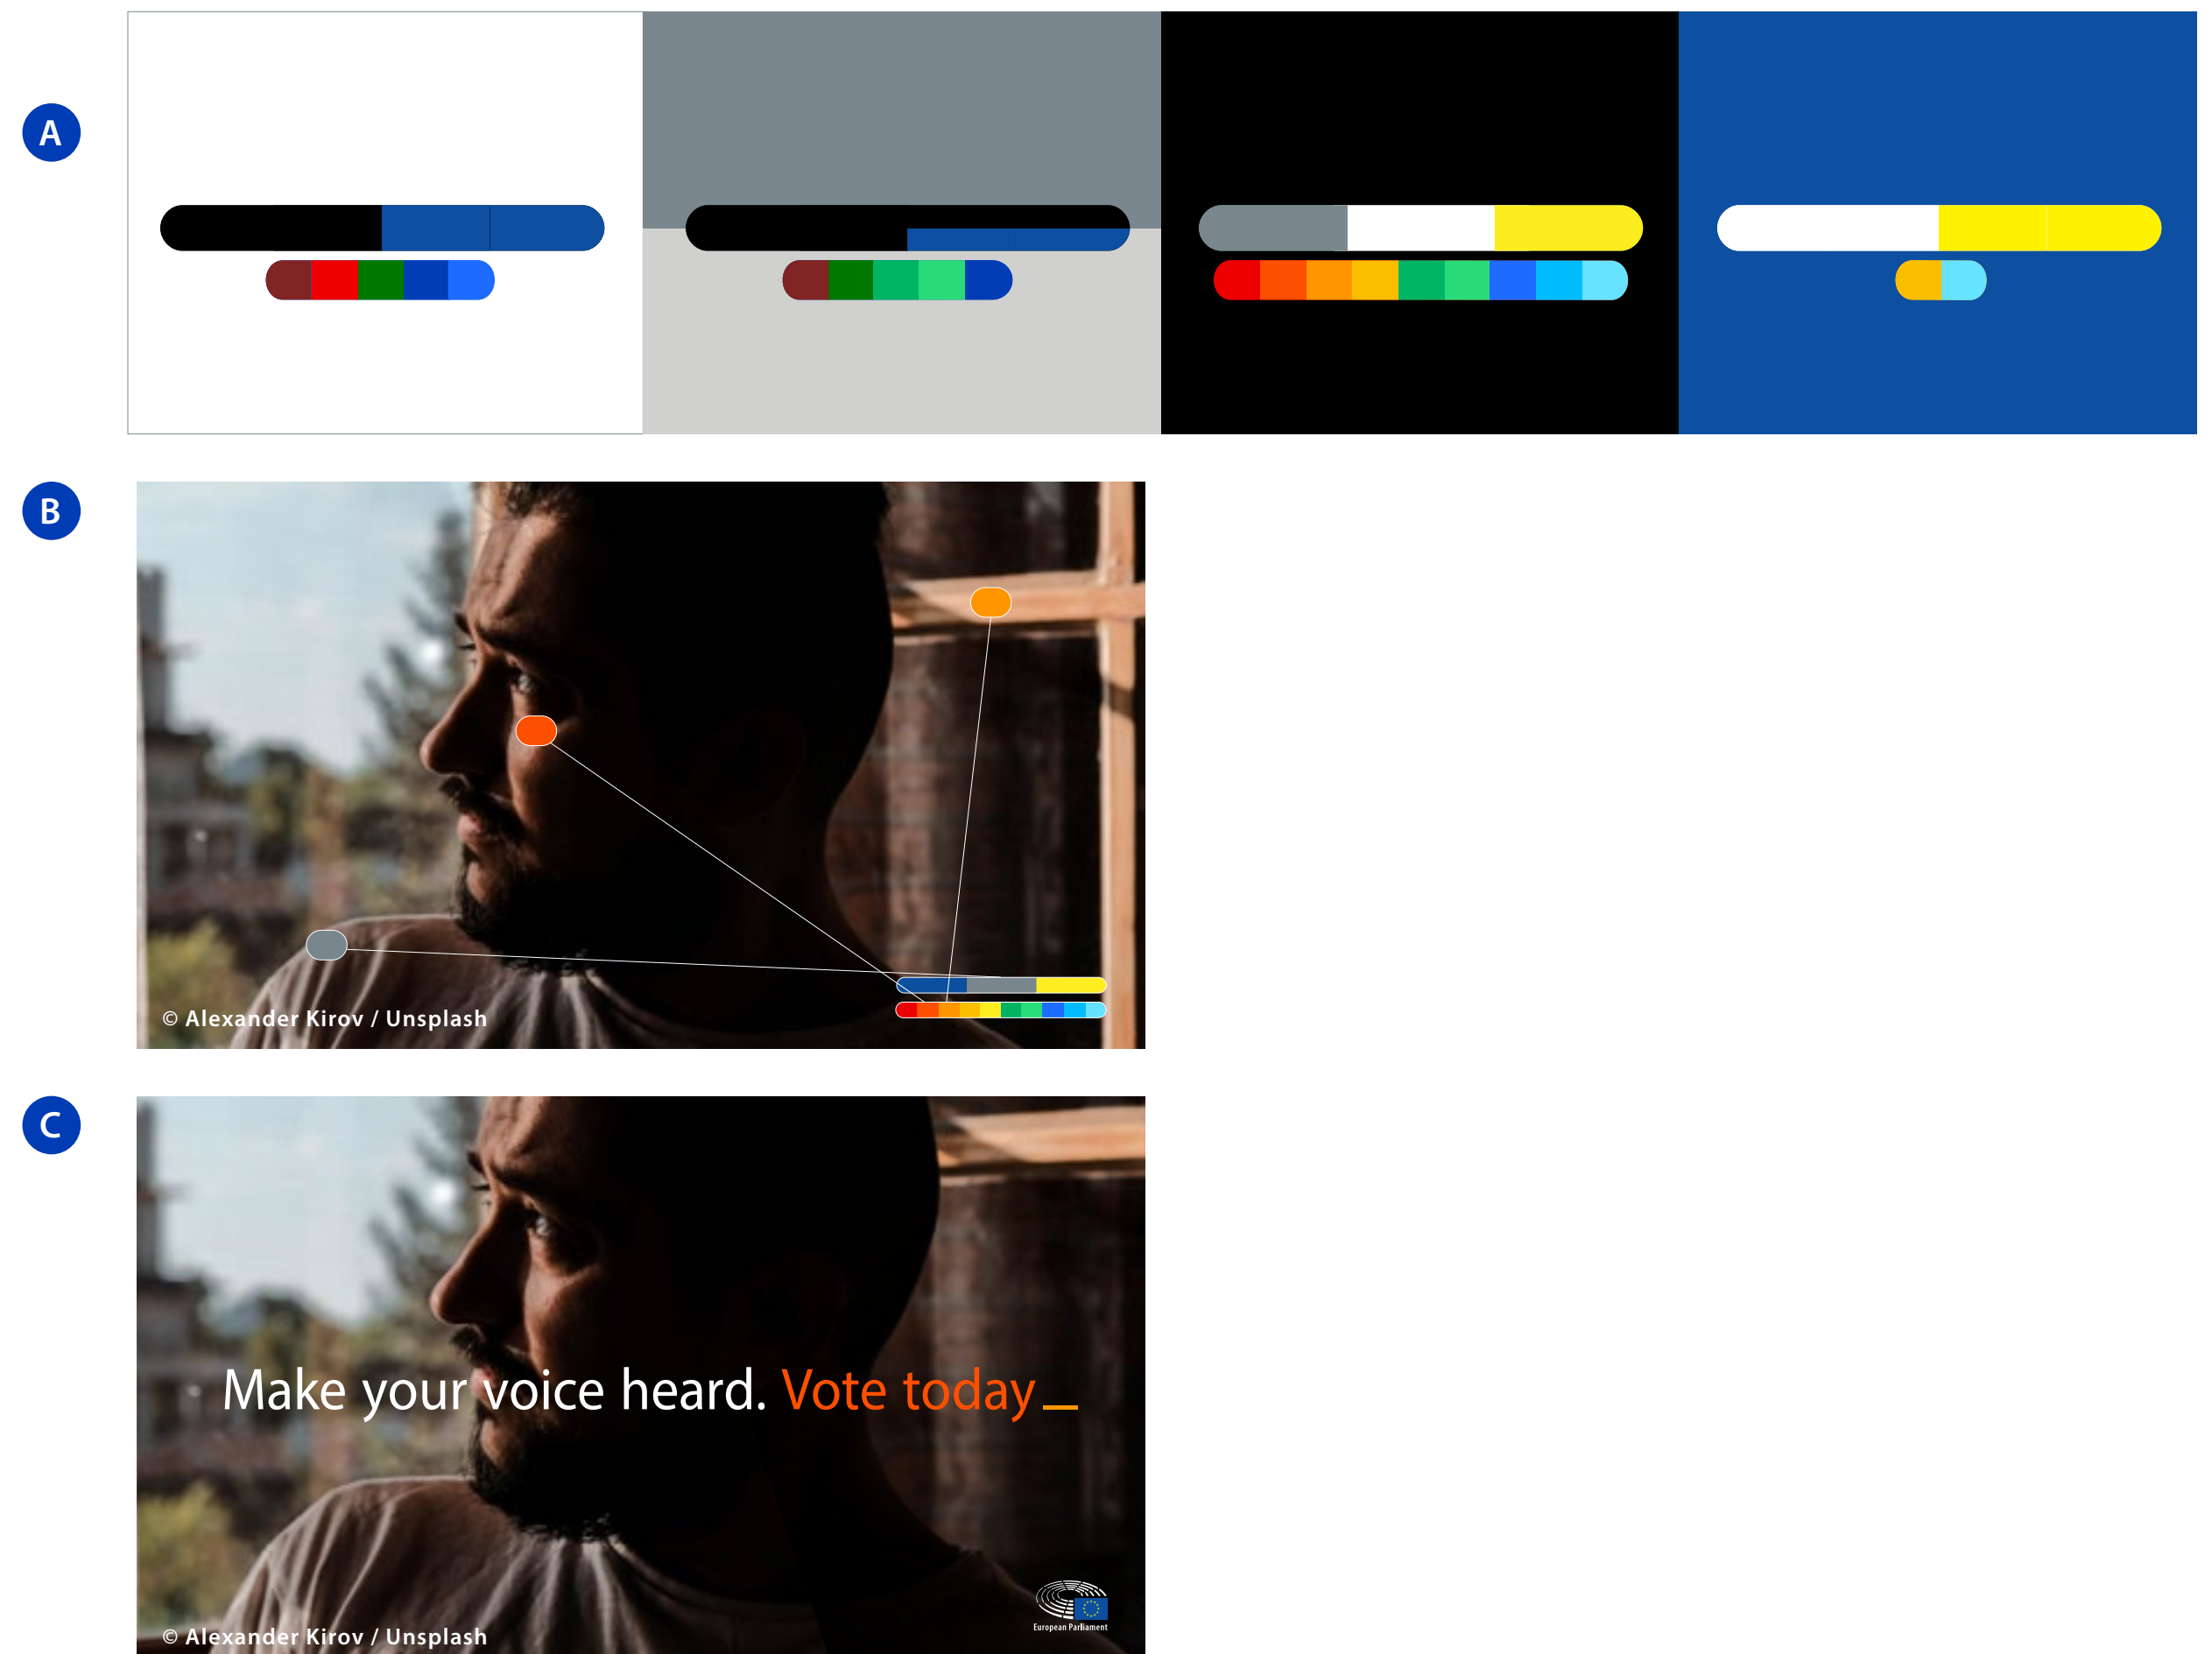 A
B
© Alexander Kirov / Unsplash
C
Make your voice heard. Vote today_
European Parliament
© Alexander Kirov / Unsplash